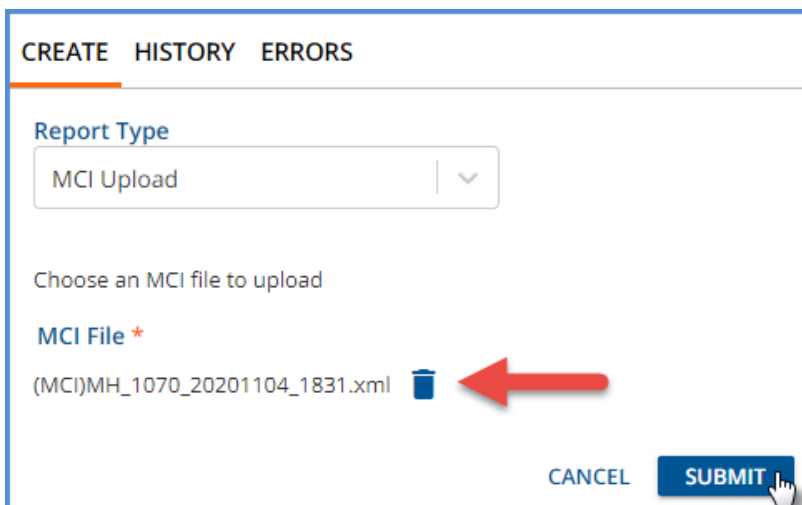 CREATE HISTORY ERRORS
Report Type
MCI Upload
Choose an MCI file to upload
MCI File *
(MCI)MH_1070_20201104_1831.xml
CANCEL SUBMIT